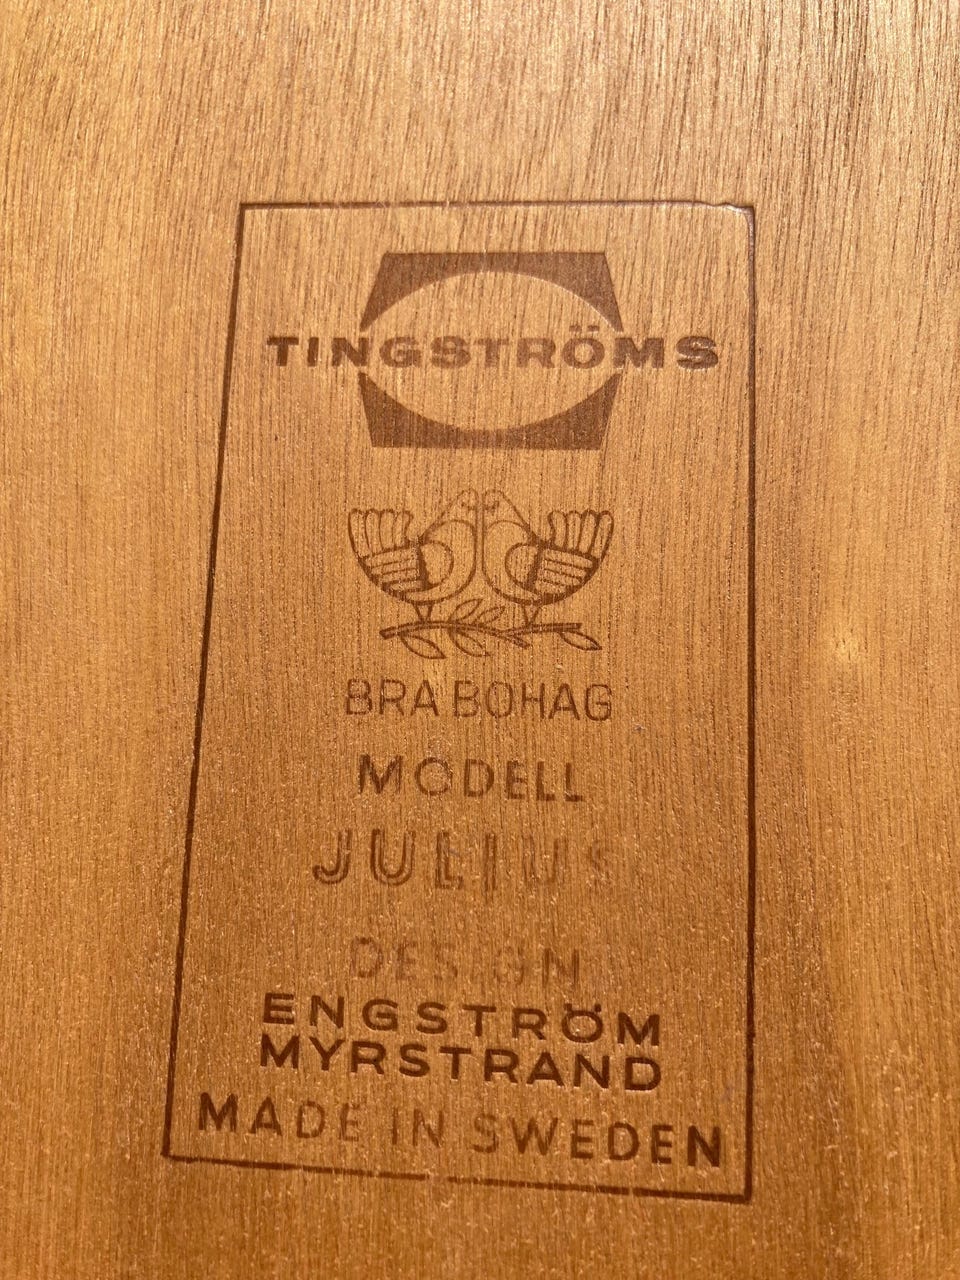 TINGSTRÖMS
BRA BOHAG
MODELL
JULIUS
DESIGN
ENGSTRÖM
MYRSTRAND
MADE IN SWEDEN